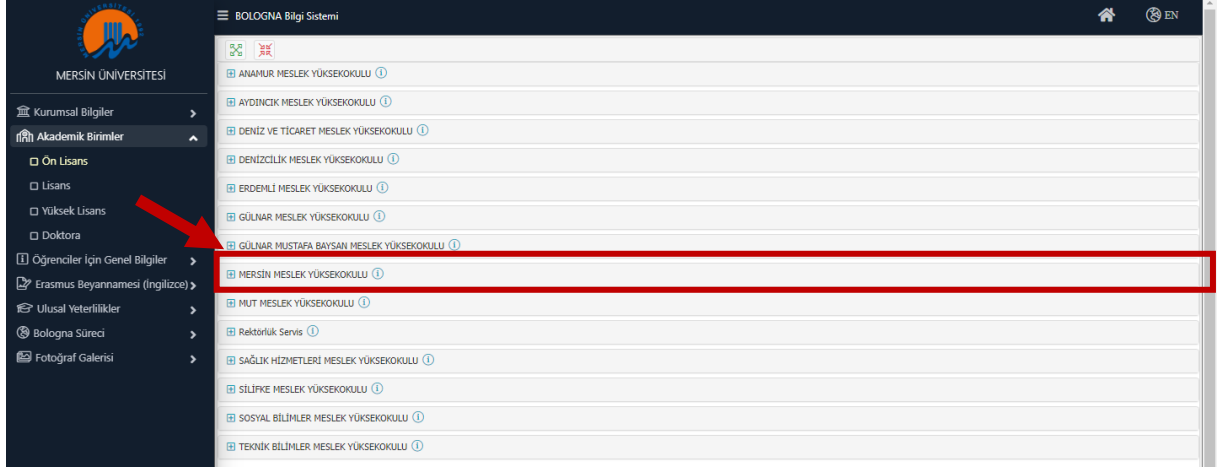 BOLOGNA Bilgi Sistemi
EN
MERSİN ÜNİVERSİTESİ
Kurumsal Bilgiler
Akademik Birimler
Ön Lisans
Lisans
Yüksek Lisans
Doktora
Öğrenciler İçin Genel Bilgiler
Erasmus Beyannamesi (İngilizce)
Ulusal Yeterlilikler
Bologna Süreci
Fotoğraf Galerisi
ANAMUR MESLEK YÜKSEKOKULU
AYDINCIK MESLEK YÜKSEKOKULU
DENİZ VE TİCARET MESLEK YÜKSEKOKULU
DENİZCİLİK MESLEK YÜKSEKOKULU
ERDEMLİ MESLEK YÜKSEKOKULU
GÜLNAR MESLEK YÜKSEKOKULU
GÜLNAR MUSTAFA BAYSAN MESLEK YÜKSEKOKULU
MERSİN MESLEK YÜKSEKOKULU
MUT MESLEK YÜKSEKOKULU
Rektörlük Servis
SAĞLIK HİZMETLERİ MESLEK YÜKSEKOKULU
SİLİFKE MESLEK YÜKSEKOKULU
SOSYAL BİLİMLER MESLEK YÜKSEKOKULU
TEKNİK BİLİMLER MESLEK YÜKSEKOKULU